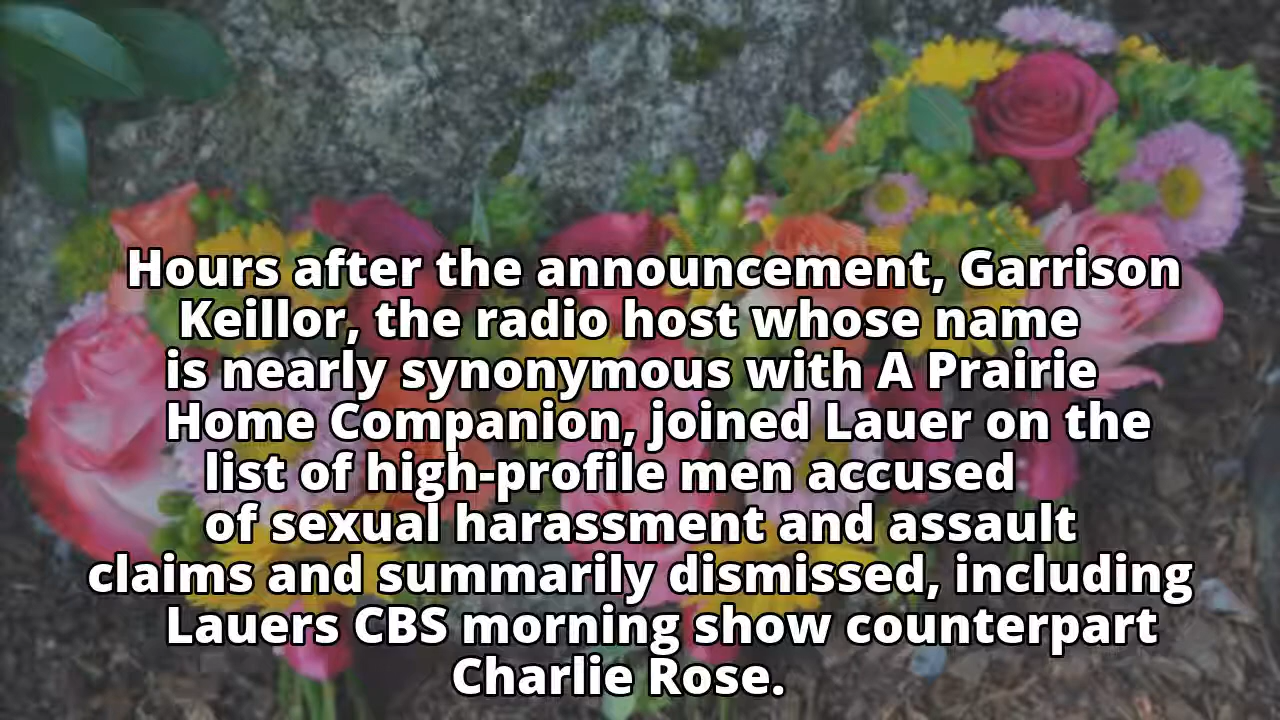 Hours after the announcement, Garrison
Keillor, the radio host whose name
is nearly synonymous with A Prairie
Home Companion, joined Lauer on the
list of high-profile men accused
of sexual harassment and assault
claims and summarily dismissed, including
Lauers CBS morning show counterpart
Charlie Rose.